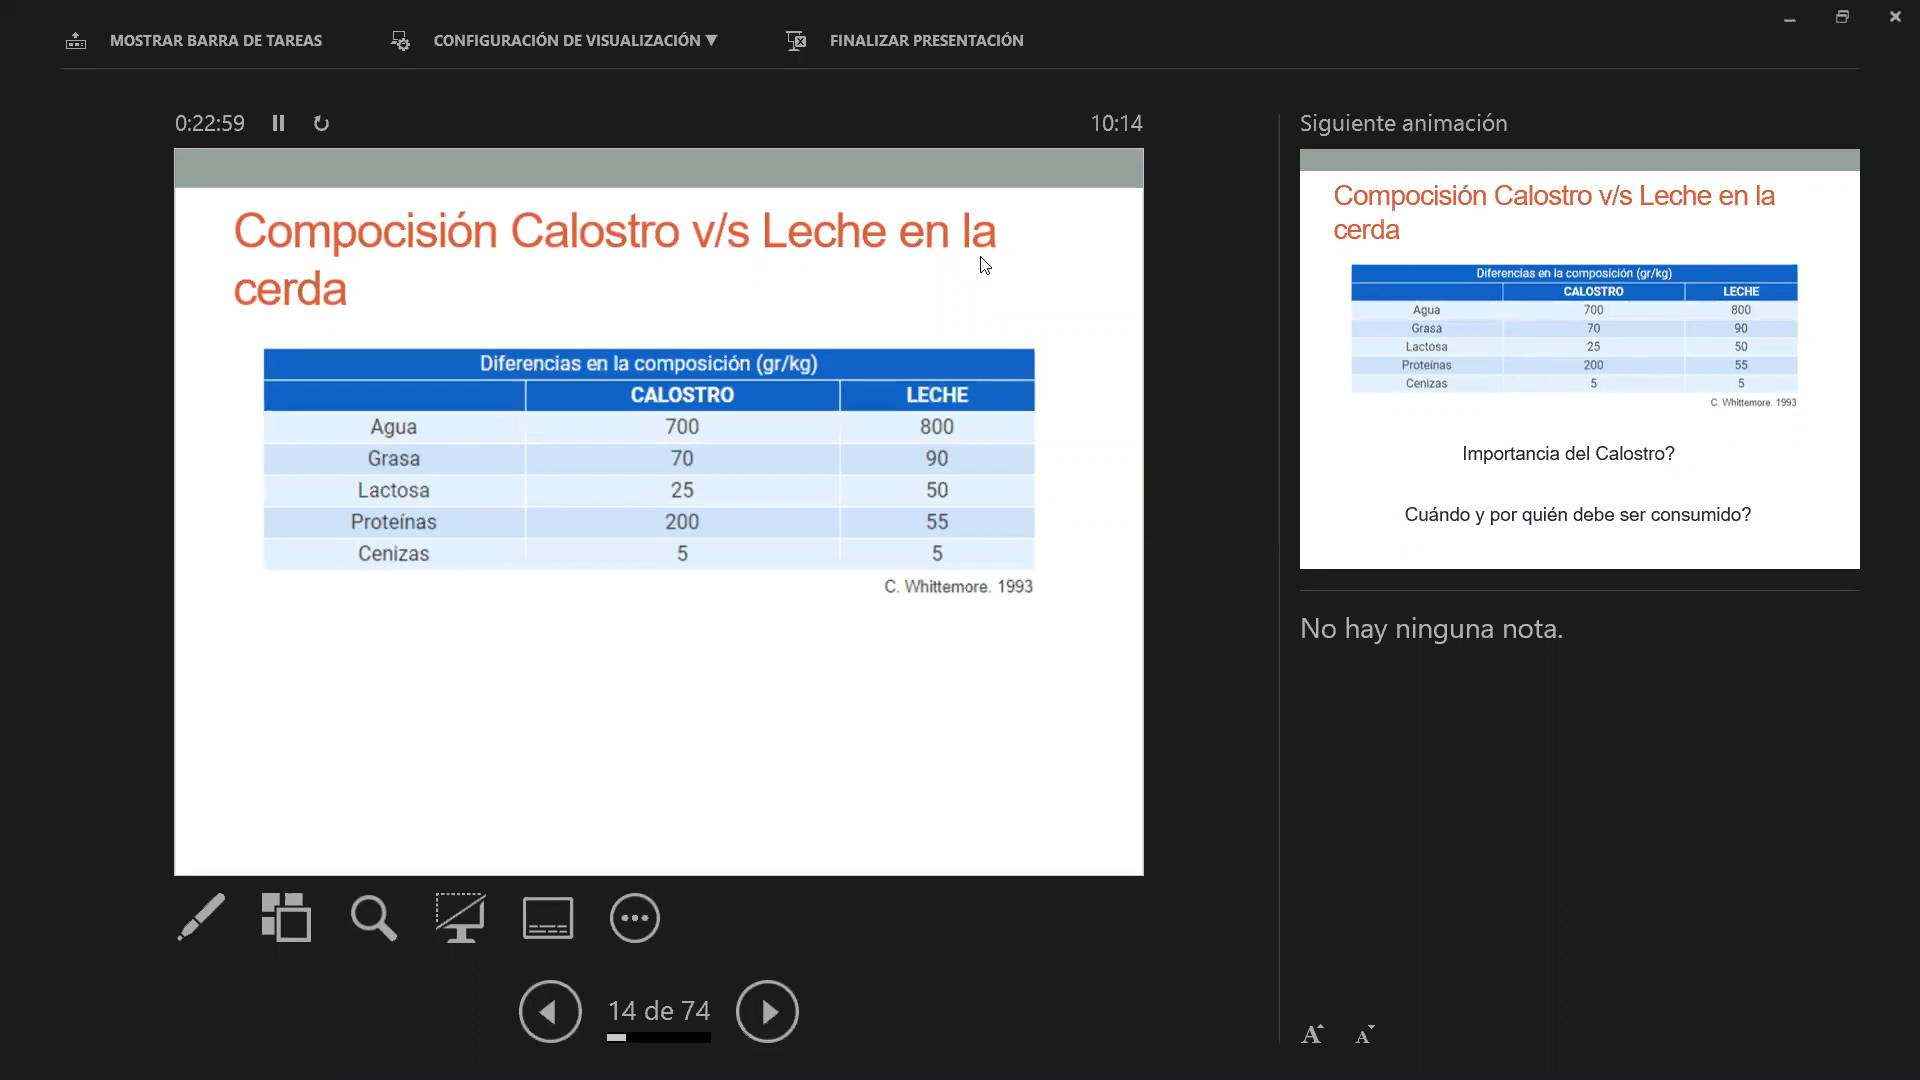 MOSTRAR BARRA DE TAREAS
CONFIGURACIÓN DE VISUALIZACIÓN ▼
FINALIZAR PRESENTACIÓN
0:22:59
10:14
Compocisión Calostro v/s Leche en la
cerda
Diferencias en la composición (gr/kg)
CALOSTRO LECHE
Agua 700 800
Grasa 70 90
Lactosa 25 50
Proteínas 200 55
Cenizas 5 5
C. Whittemore. 1993
14 de 74
Siguiente animación
Compocisión Calostro v/s Leche en la
cerda
Diferencias en la composición (gr/kg)
CALOSTRO LECHE
Agua 700 800
Grasa 70 90
Lactosa 25 50
Proteínas 200 55
Cenizas 5 5
C. Whittemore. 1993
Importancia del Calostro?
Cuándo y por quién debe ser consumido?
No hay ninguna nota.
A A